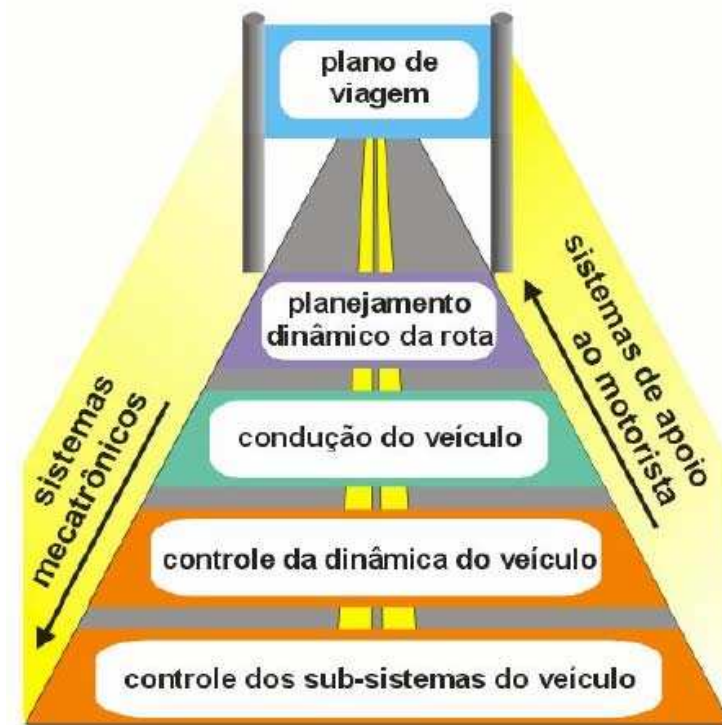 plano de
viagem
planejamento
dinâmico da rota
condução do veículo
controle da dinâmica do veículo
controle dos sub-sistemas do veículo
sistemas
mecatrônicos
sistemas de apoio
ao motorista